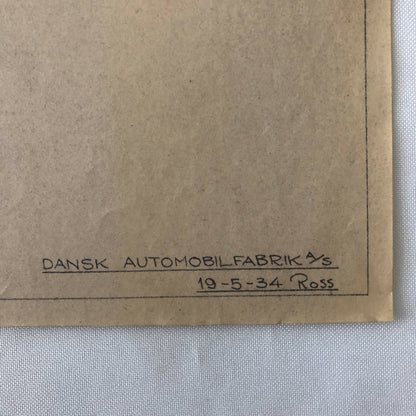 DANSK AUTOMOBILFABRIK A/S
19-5-34 Ross